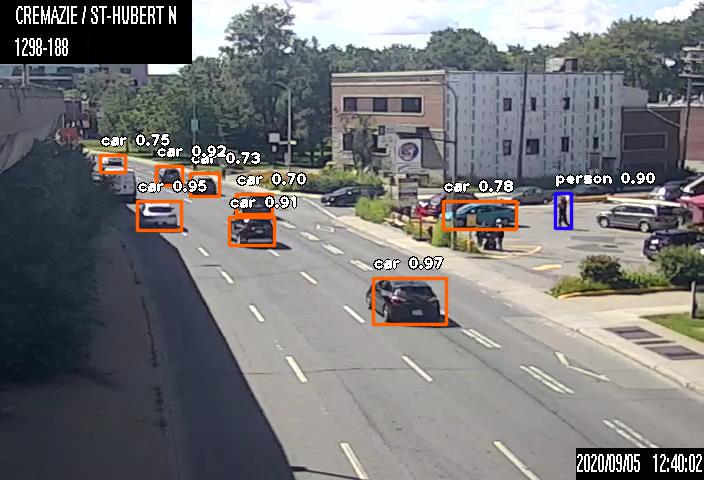 CREMAZIE / ST-HUBERT N
1298-188
car 0.75
car 0.92
car 0.73
car 0.95
car 0.70
car 0.91
car 0.78
person 0.90
car 0.97
2020/09/05 12:40:02